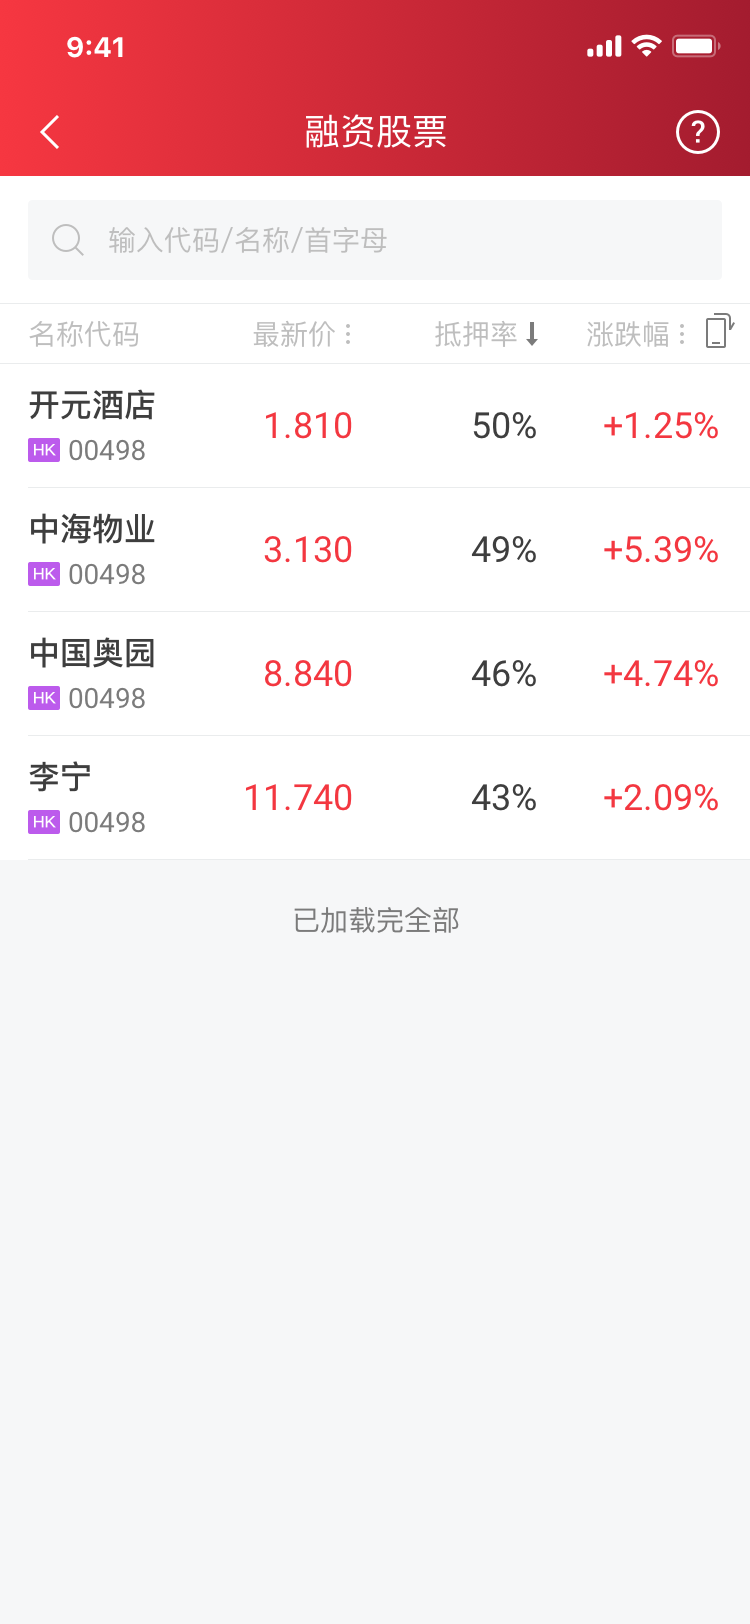 9:41
融资股票
?
输入代码/名称/首字母
名称代码 最新价 抵押率 涨跌幅
开元酒店
HK 00498 1.810 50% +1.25%
中海物业
HK 00498 3.130 49% +5.39%
中国奥园
HK 00498 8.840 46% +4.74%
李宁
HK 00498 11.740 43% +2.09%
已加载完全部